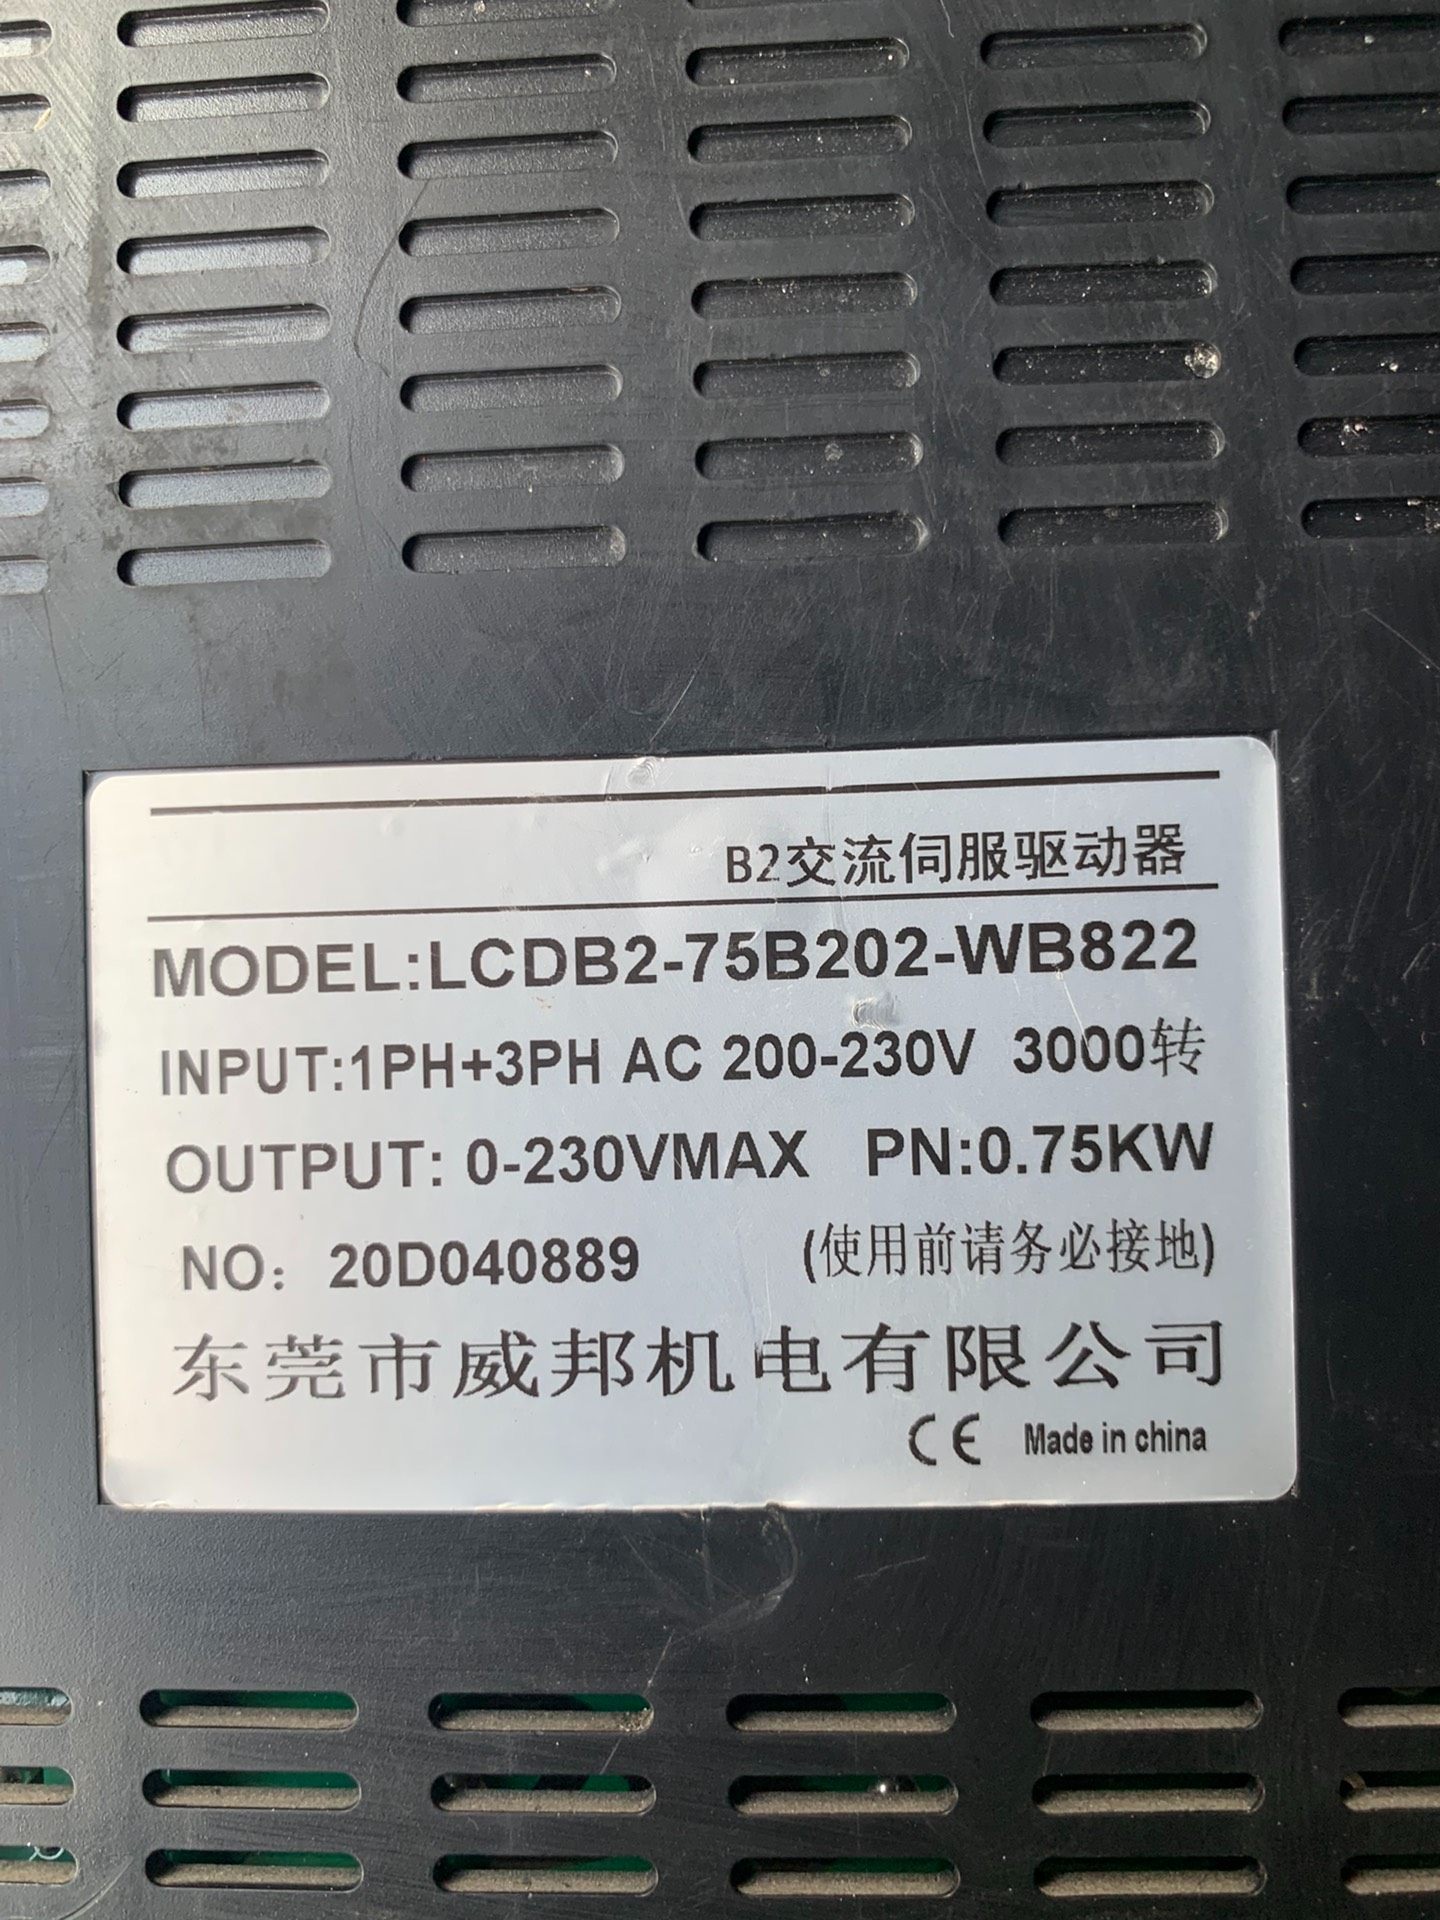 B2交流伺服驱动器
MODEL:LCDB2-75B202-WB822
INPUT:1PH+3PH AC 200-230V 3000转
OUTPUT: 0-230VMAX PN:0.75KW
NO: 20D040889 (使用前请务必接地)
东莞市威邦机电有限公司
CE Made in china